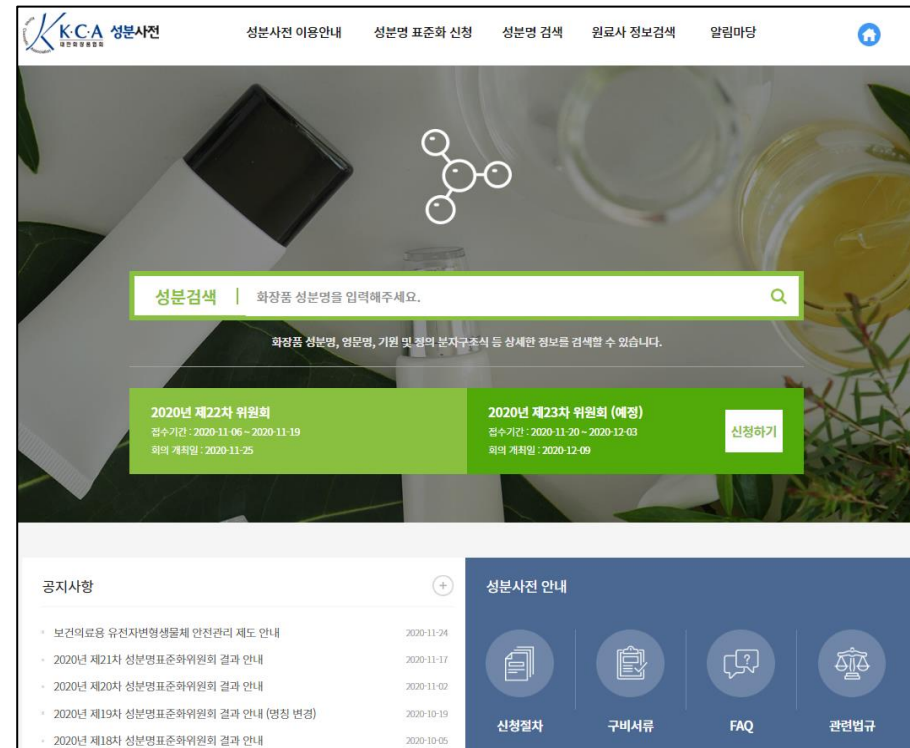 K·C·A 성분사전
대한화장품협회
성분사전 이용안내 성분명 표준화 신청 성분명 검색 원료사 정보검색 알림마당
성분검색 화장품 성분명을 입력해주세요.
화장품 성분명, 영문명, 기원 및 정의 분자구조식 등 상세한 정보를 검색할 수 있습니다.
2020년 제22차 위원회
접수기간 : 2020-11-06 ~ 2020-11-19
회의 개최일 : 2020-11-25
2020년 제23차 위원회 (예정)
접수기간 : 2020-11-20 ~ 2020-12-03
회의 개최일 : 2020-12-09
신청하기
공지사항
보건의료용 유전자변형생물체 안전관리 제도 안내 2020-11-24
2020년 제21차 성분명표준화위원회 결과 안내 2020-11-17
2020년 제20차 성분명표준화위원회 결과 안내 2020-11-02
2020년 제19차 성분명표준화위원회 결과 안내 (명칭 변경) 2020-10-19
2020년 제18차 성분명표준화위원회 결과 안내 2020-10-05
성분사전 안내
신청절차 구비서류 FAQ 관련법규